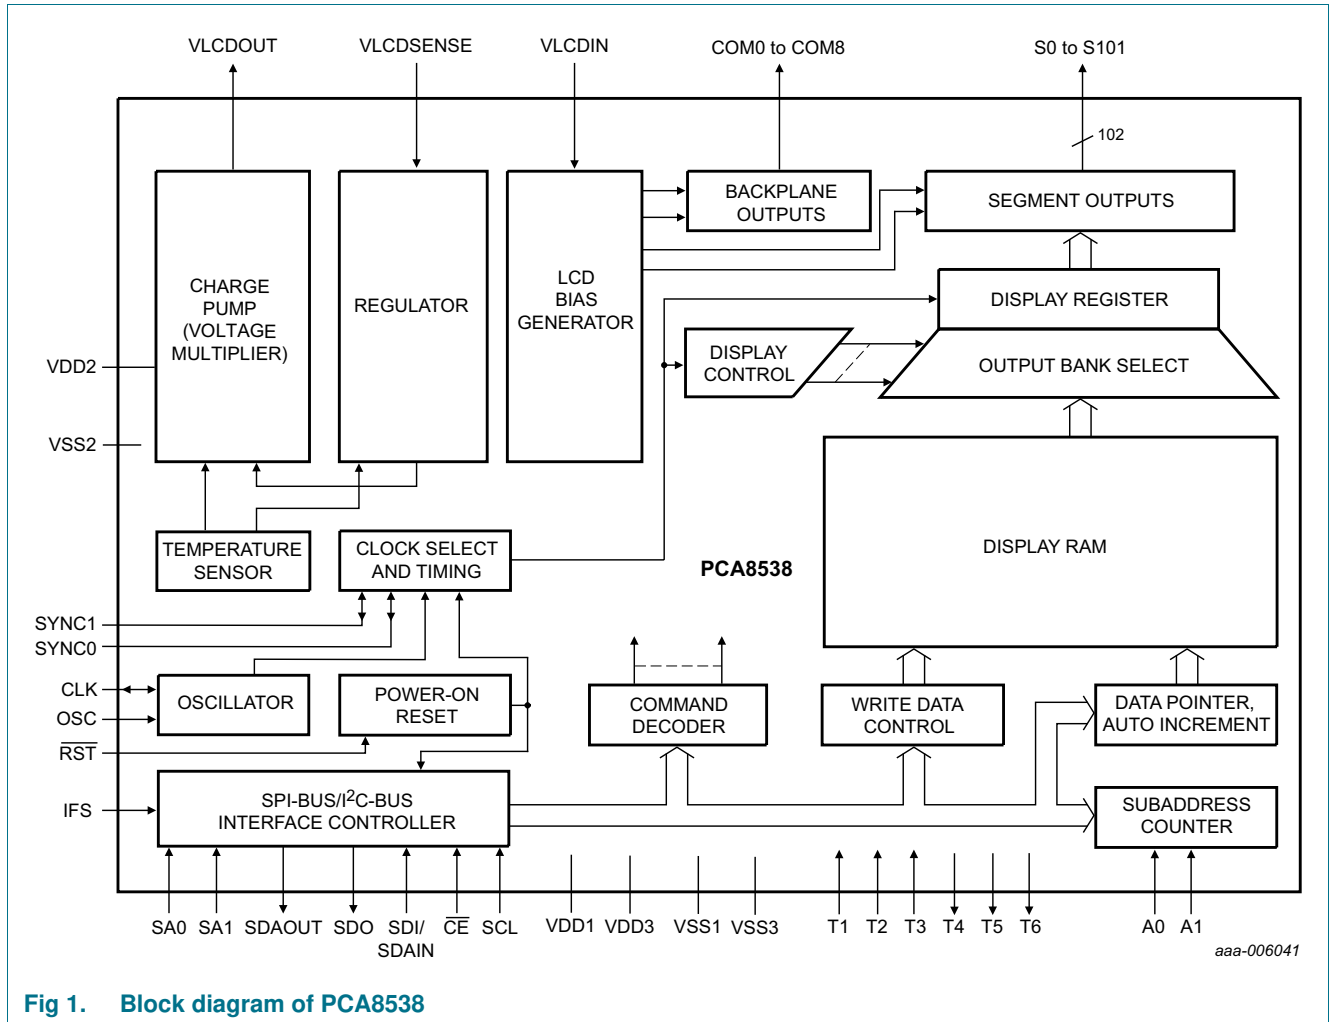 VLCDOUT
VLCDSENSE
VLCDIN
COM0 to COM8
S0 to S101
102
BACKPLANE
OUTPUTS
SEGMENT OUTPUTS
CHARGE
PUMP
(VOLTAGE
MULTIPLIER)
REGULATOR
LCD
BIAS
GENERATOR
DISPLAY REGISTER
DISPLAY
CONTROL
OUTPUT BANK SELECT
VDD2
VSS2
TEMPERATURE
SENSOR
CLOCK SELECT
AND TIMING
PCA8538
DISPLAY RAM
SYNC1
SYNC0
CLK
OSC
RST
OSCILLATOR
POWER-ON
RESET
COMMAND
DECODER
WRITE DATA
CONTROL
DATA POINTER,
AUTO INCREMENT
IFS
SPI-BUS/I²C-BUS
INTERFACE CONTROLLER
SUBADDRESS
COUNTER
SA0 SA1 SDAOUT SDO SDI/
SDAIN
CE SCL VDD1 VDD3 VSS1 VSS3 T1 T2 T3 T4 T5 T6 A0 A1
aaa-006041
Fig 1. Block diagram of PCA8538